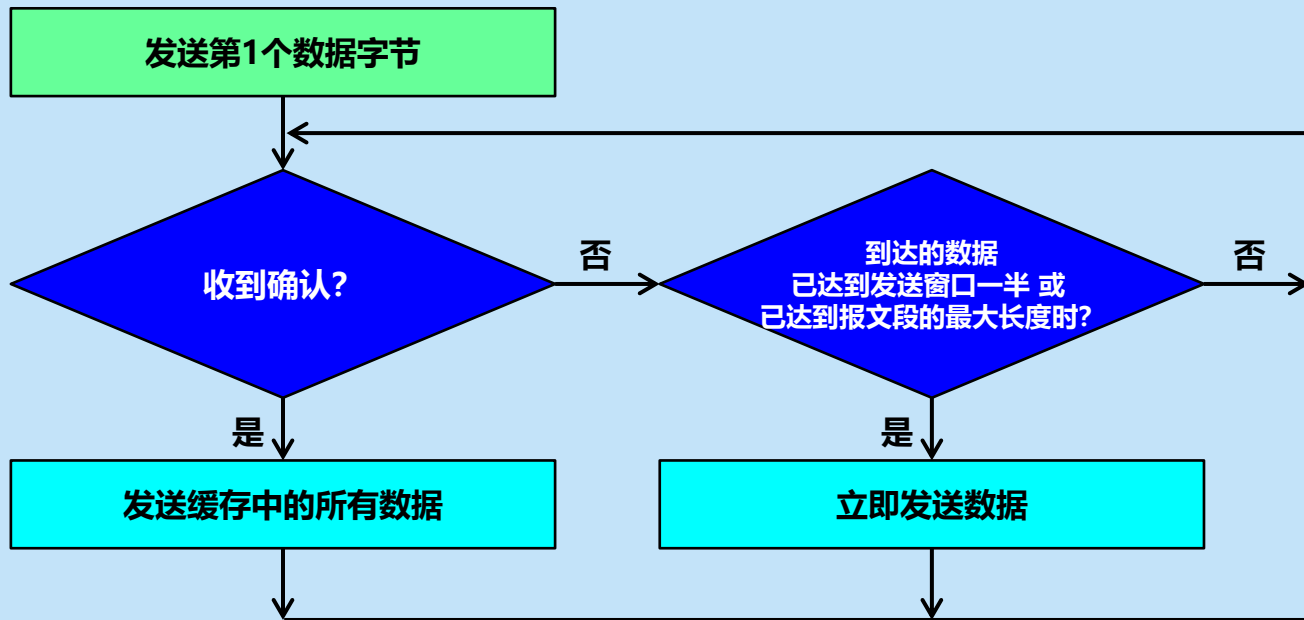 发送第1个数据字节
收到确认？
否
到达的数据
已达到发送窗口一半 或
已达到报文段的最大长度时？
否
是
是
发送缓存中的所有数据
立即发送数据